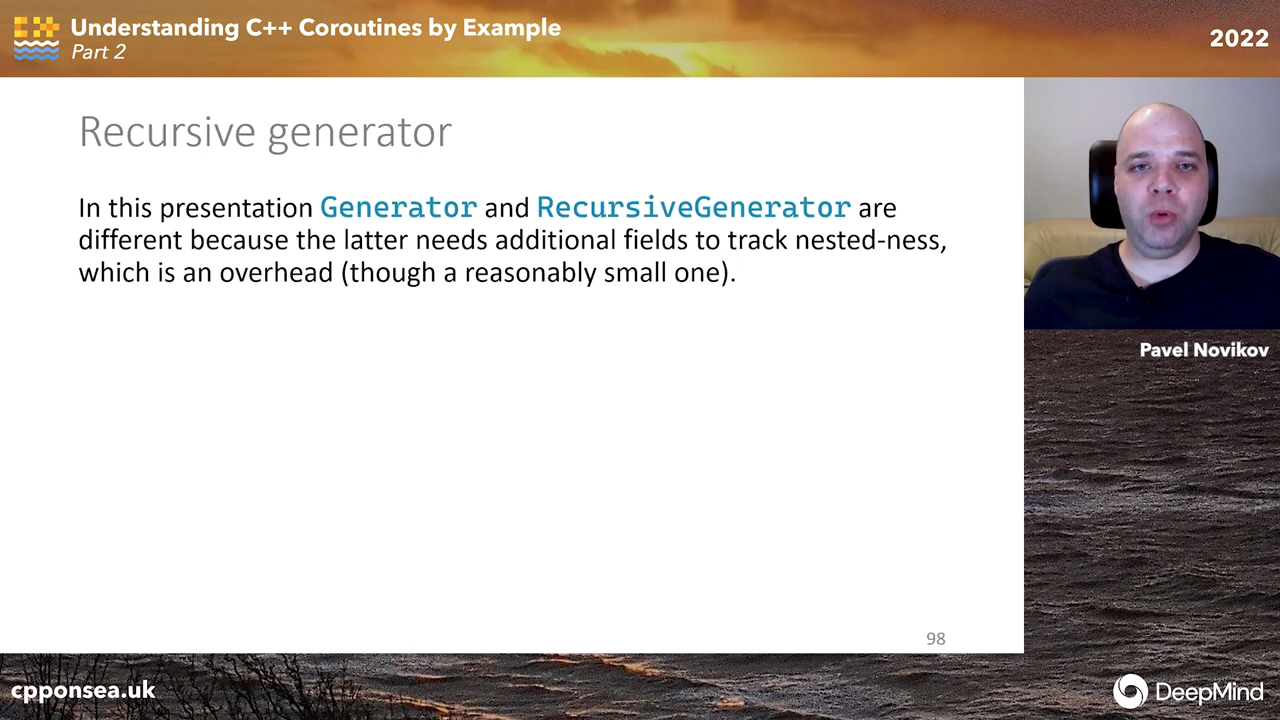 Understanding C++ Coroutines by Example
Part 2
2022
Recursive generator
In this presentation Generator and RecursiveGenerator are
different because the latter needs additional fields to track nested-ness,
which is an overhead (though a reasonably small one).
98
Pavel Novikov
cpponsea.uk
DeepMind